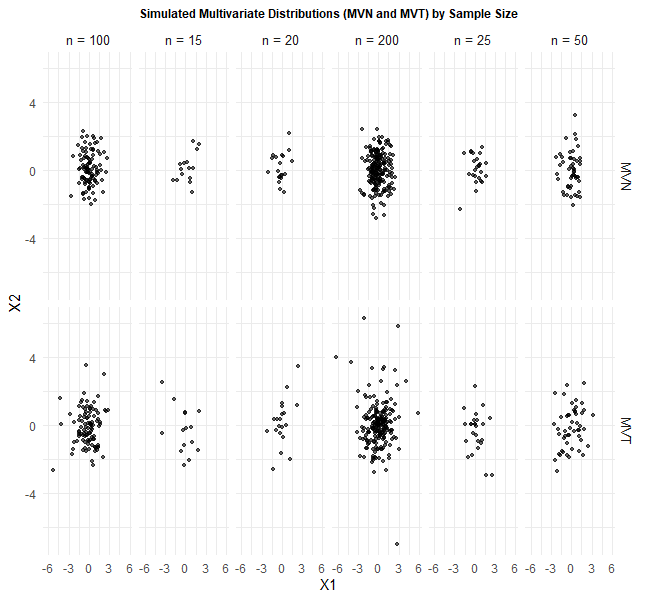 Simulated Multivariate Distributions (MVN and MVT) by Sample Size
n = 100 n = 15 n = 20 n = 200 n = 25 n = 50
4
0
-4
MVN
X2
4
0
-4
MVT
-6 -3 0 3 6 -6 -3 0 3 6 -6 -3 0 3 6 -6 -3 0 3 6 -6 -3 0 3 6 -6 -3 0 3 6
X1